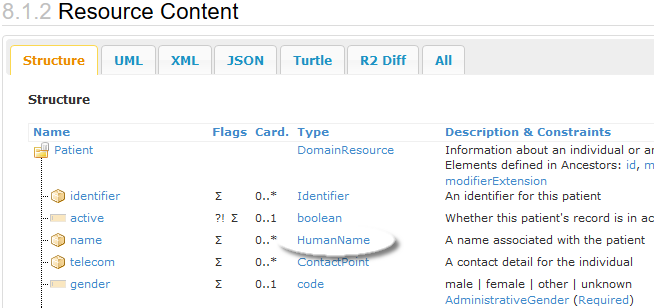 8.1.2 Resource Content
Structure UML XML JSON Turtle R2 Diff All
Structure
Name Flags Card. Type Description & Constraints
Patient DomainResource Information about an individual or
Elements defined in Ancestors: id,
modifierExtension
identifier Σ 0..* Identifier An identifier for this patient
active ?! Σ 0..1 boolean Whether this patient's record is in
name Σ 0..* HumanName A name associated with the patient
telecom Σ 0..* ContactPoint A contact detail for the individual
gender Σ 0..1 code male | female | other | unknown
AdministrativeGender (Required)